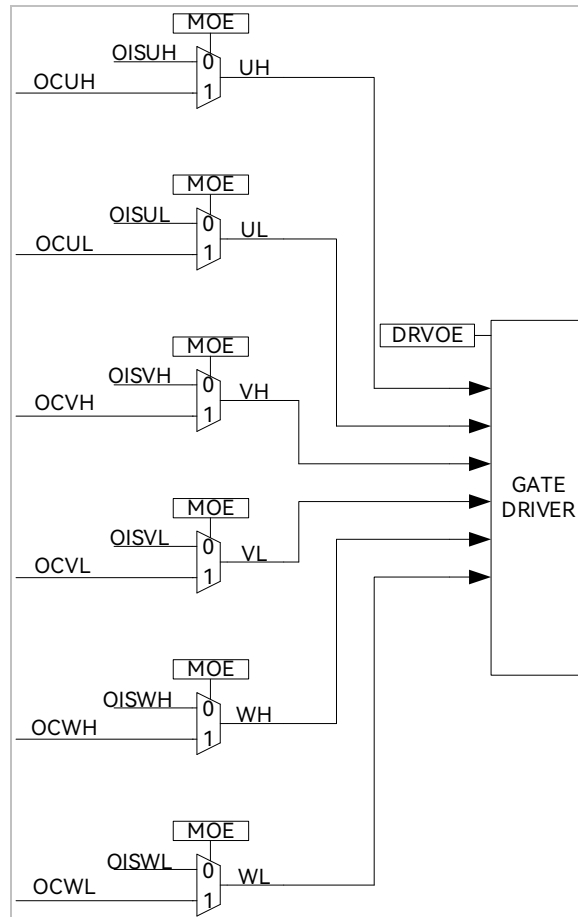 MOE
OISUH
0
UH
OCUH
1
MOE
OISUL
0
UL
OCUL
1
DRVOE
MOE
OISVH
0
VH
OCVH
1
GATE
DRIVER
MOE
OISVL
0
VL
OCVL
1
MOE
OISWH
0
WH
OCWH
1
MOE
OISWL
0
WL
OCWL
1